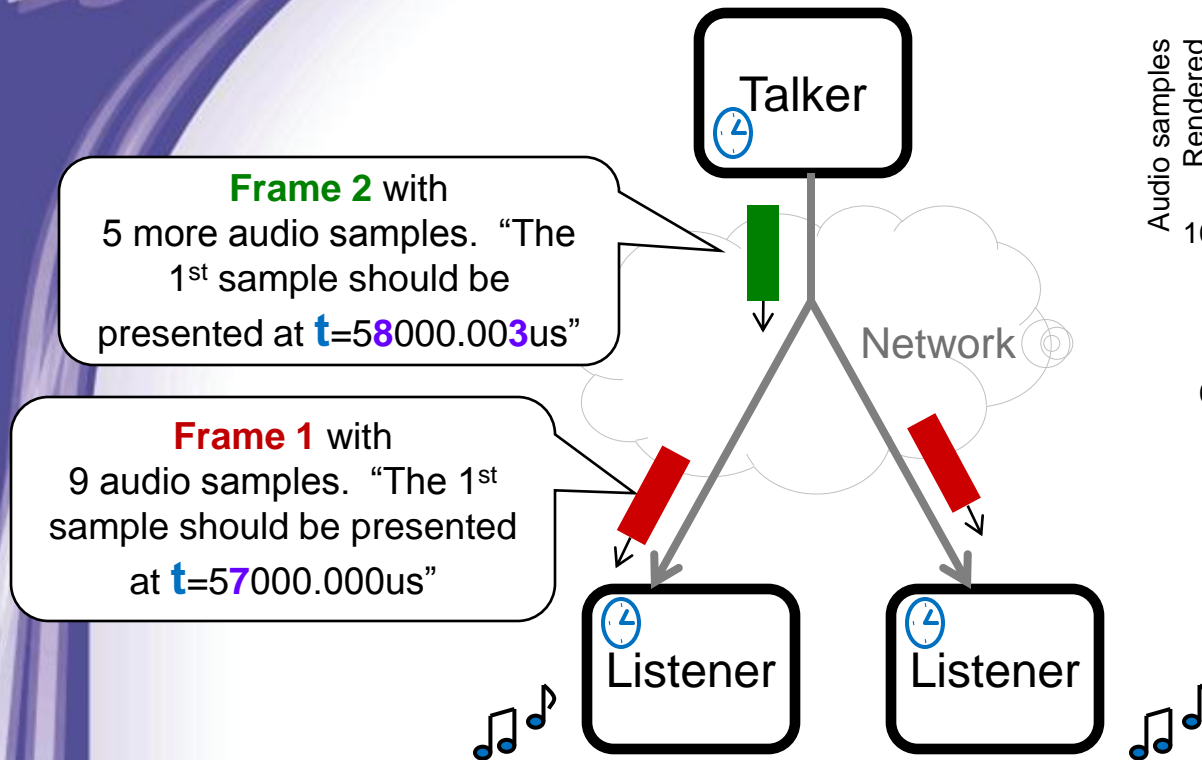 Talker
Audio samples
Rendered
Frame 2 with
5 more audio samples. “The
1st sample should be
presented at t=58000.003us”
Network
Frame 1 with
9 audio samples. “The 1st
sample should be presented
at t=57000.000us”
Listener
Listener